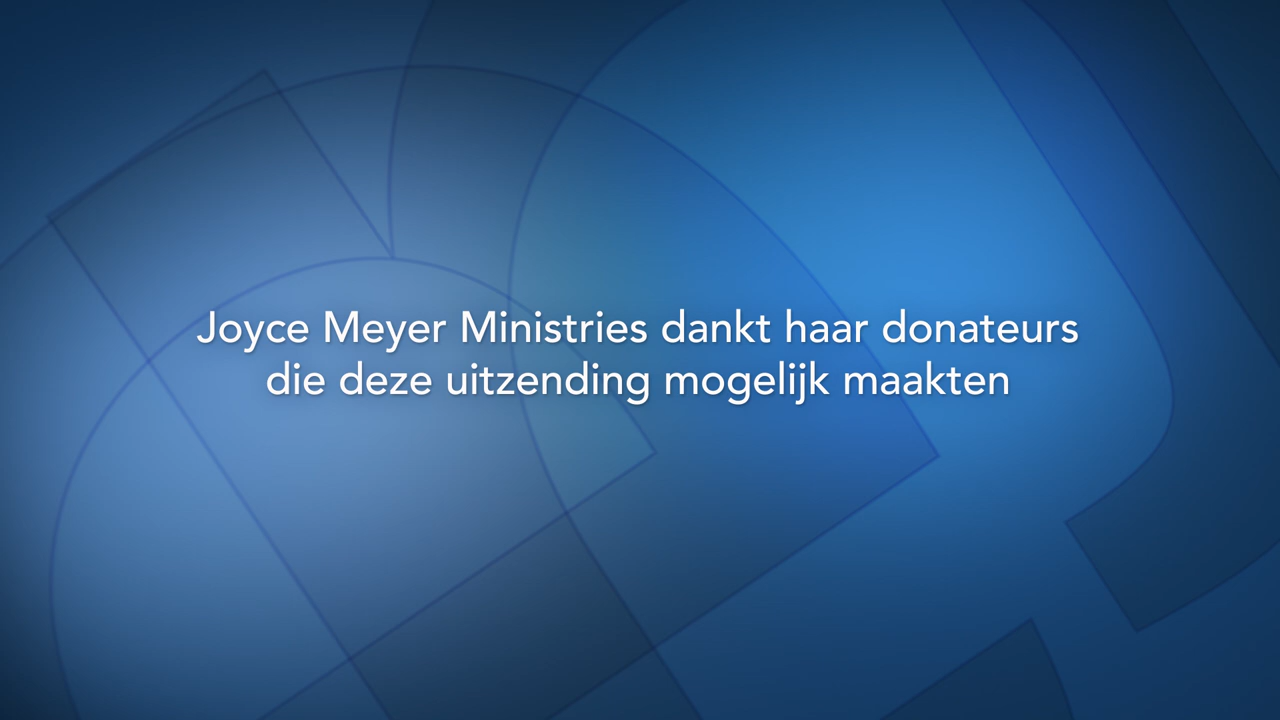 Joyce Meyer Ministries dankt haar donateurs
die deze uitzending mogelijk maakten